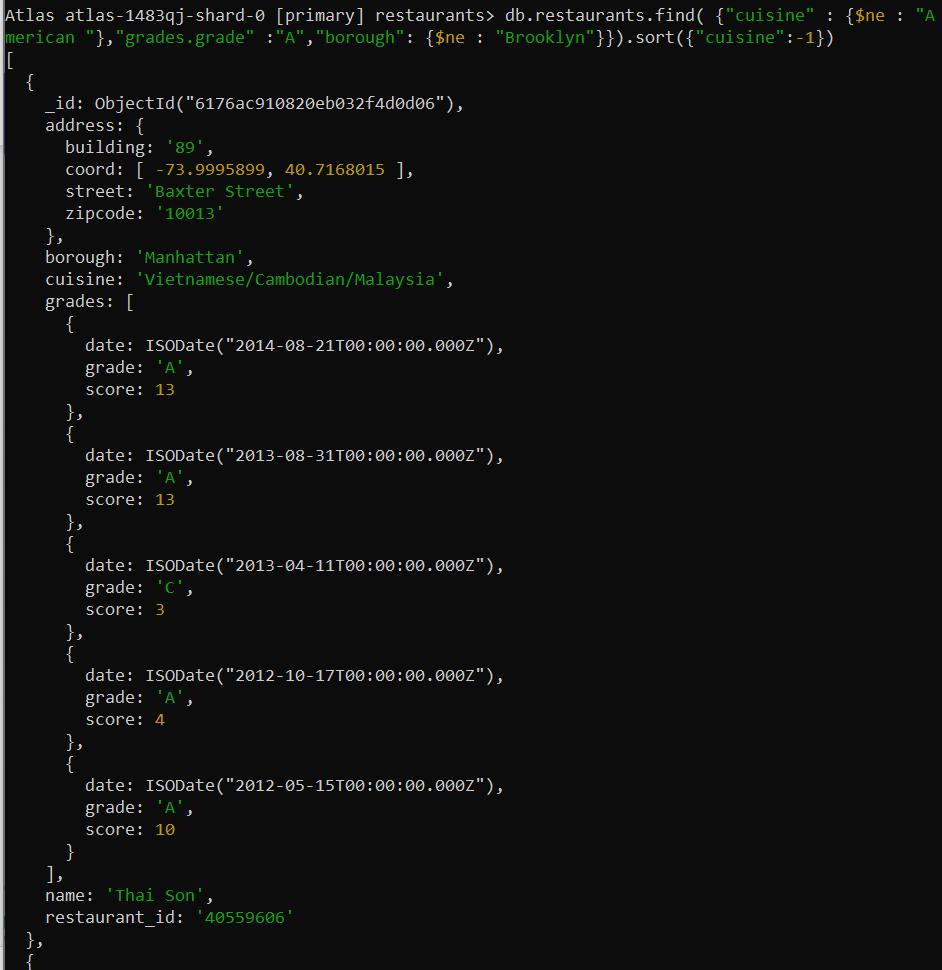 Atlas atlas-1483qj-shard-0 [primary] restaurants> db.restaurants.find( {"cuisine" : {$ne : "A
merican "},"grades.grade" :"A","borough": {$ne : "Brooklyn"}}).sort({"cuisine":-1})
[
  {
    _id: ObjectId("6176ac910820eb032f4d0d06"),
    address: {
      building: '89',
      coord: [ -73.9995899, 40.7168015 ],
      street: 'Baxter Street',
      zipcode: '10013'
    },
    borough: 'Manhattan',
    cuisine: 'Vietnamese/Cambodian/Malaysia',
    grades: [
      {
        date: ISODate("2014-08-21T00:00:00.000Z"),
        grade: 'A',
        score: 13
      },
      {
        date: ISODate("2013-08-31T00:00:00.000Z"),
        grade: 'A',
        score: 13
      },
      {
        date: ISODate("2013-04-11T00:00:00.000Z"),
        grade: 'C',
        score: 3
      },
      {
        date: ISODate("2012-10-17T00:00:00.000Z"),
        grade: 'A',
        score: 4
      },
      {
        date: ISODate("2012-05-15T00:00:00.000Z"),
        grade: 'A',
        score: 10
      }
    ],
    name: 'Thai Son',
    restaurant_id: '40559606'
  },
  {